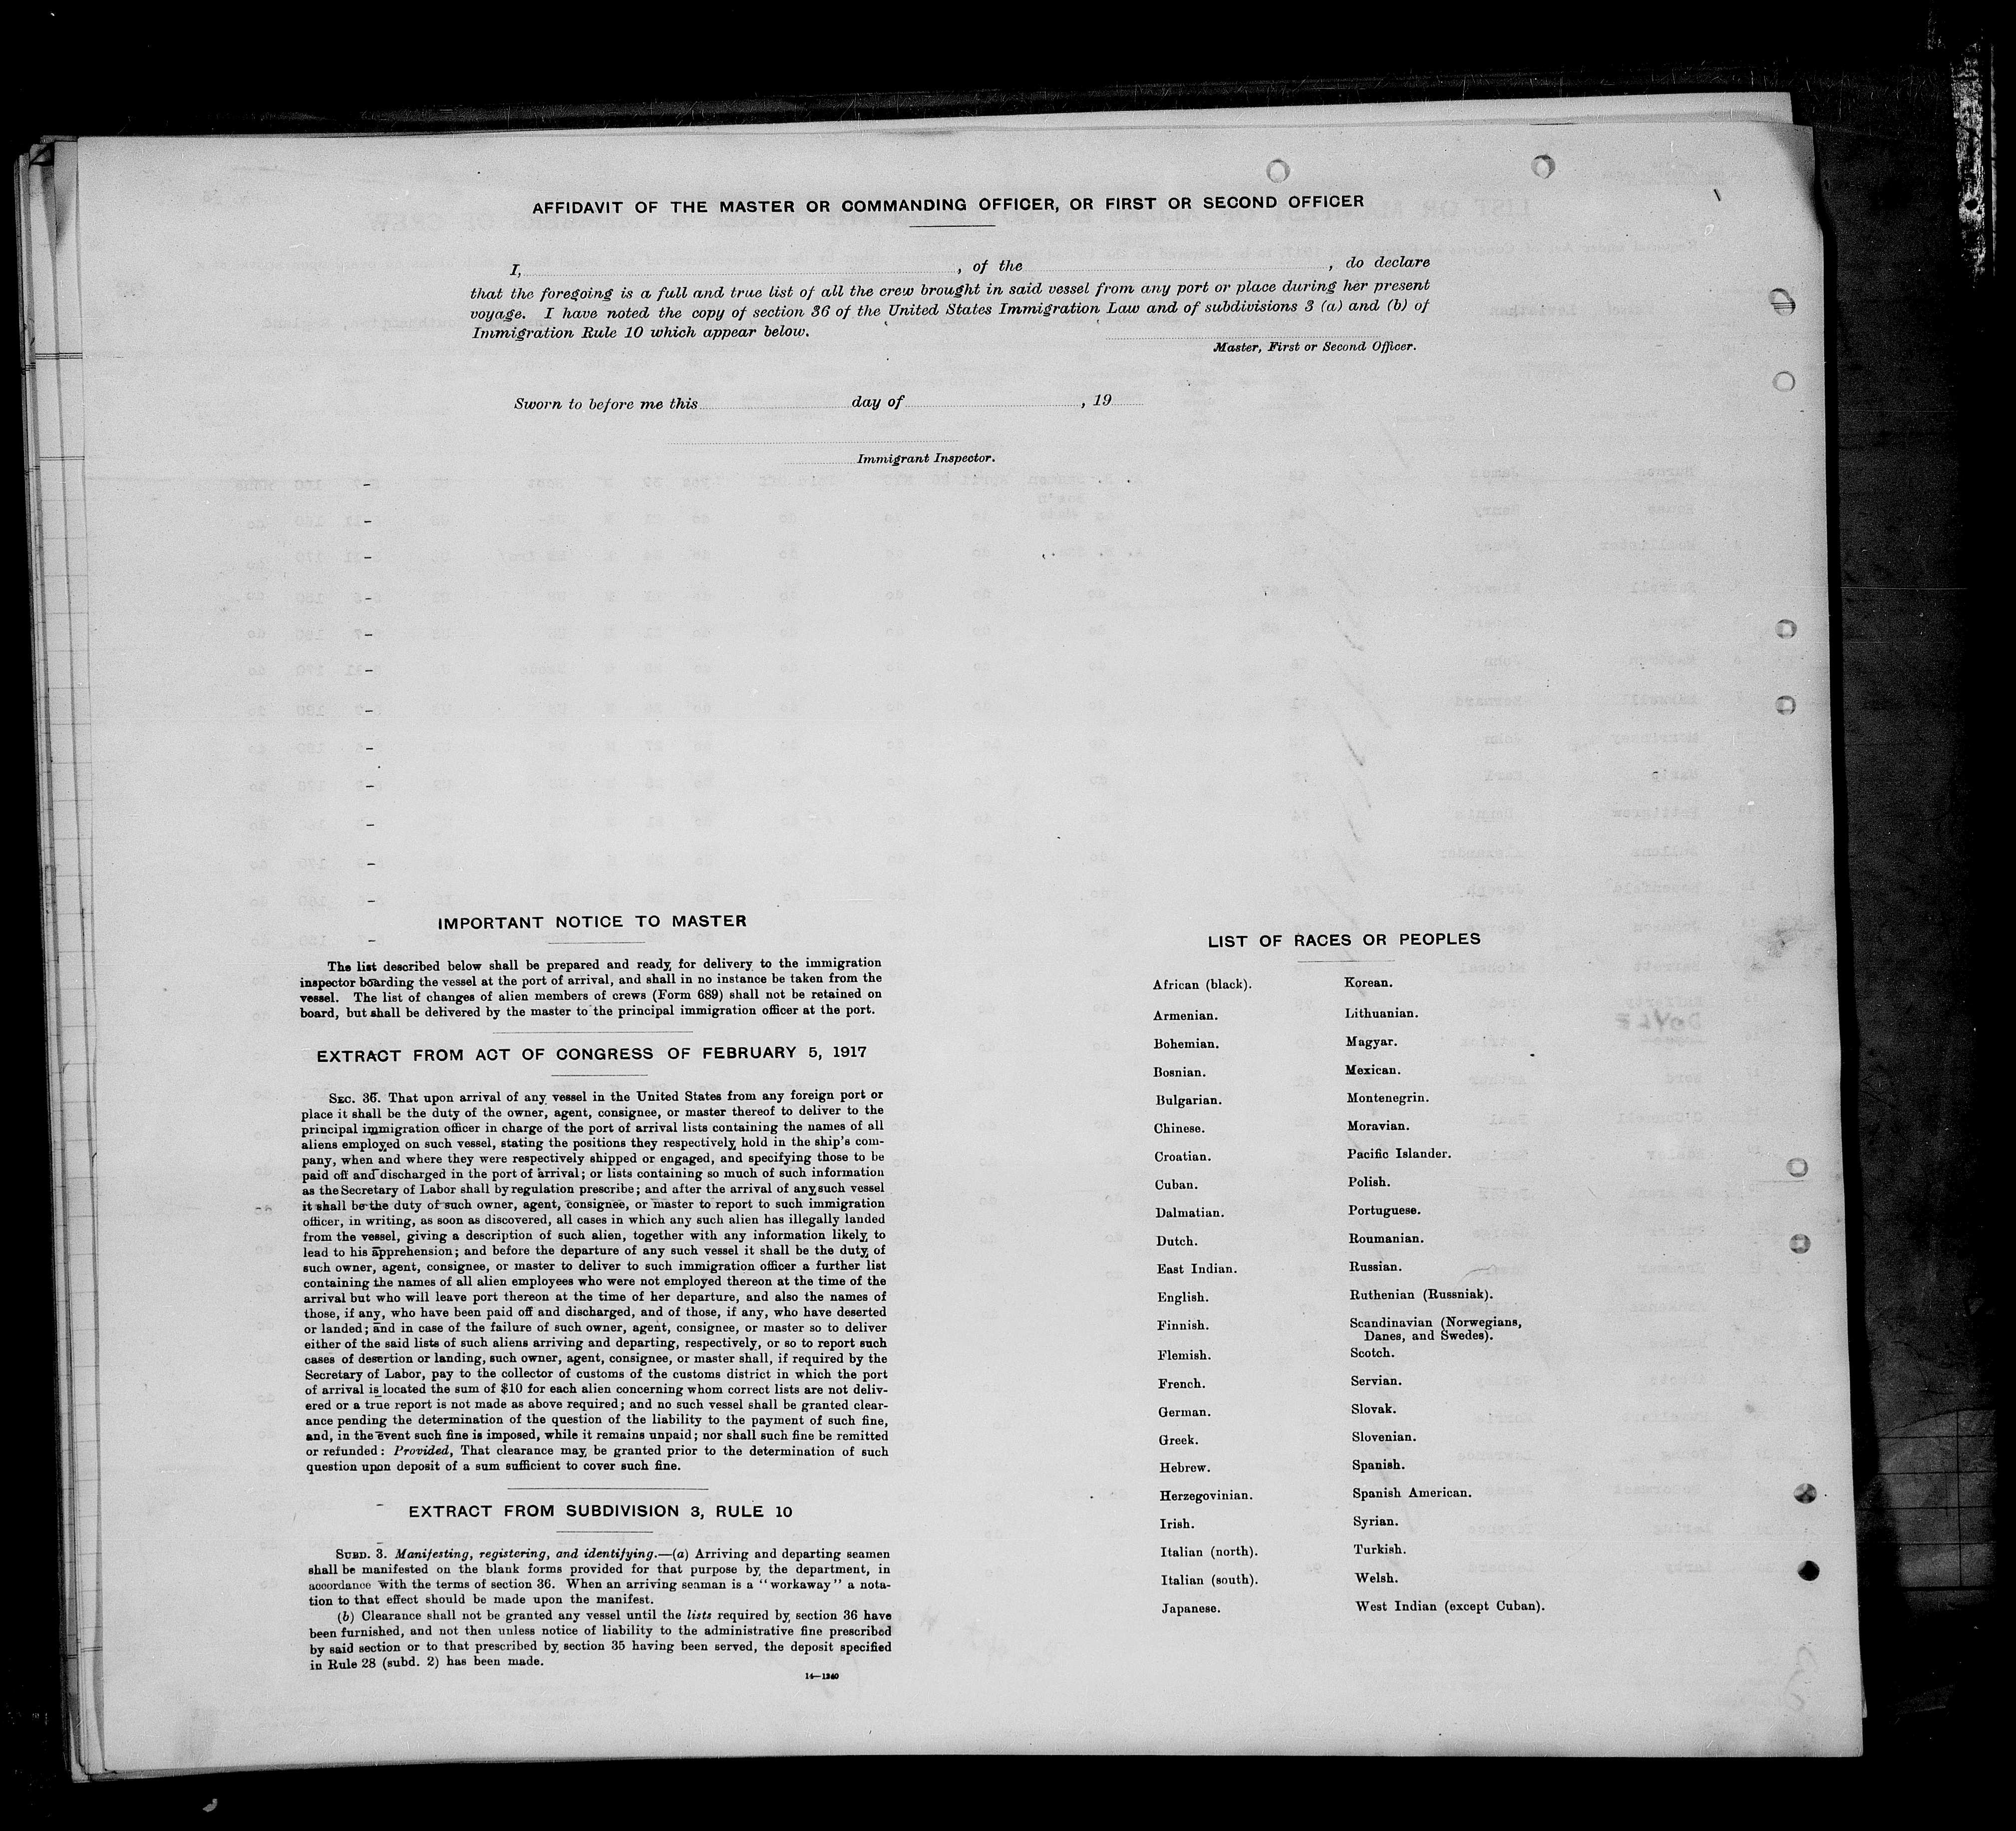 AFFIDAVIT OF THE MASTER OR COMMANDING OFFICER, OR FIRST OR SECOND OFFICER
I, , of the , do declare
that the foregoing is a full and true list of all the crew brought in said vessel from any port or place during her present
voyage. I have noted the copy of section 36 of the United States Immigration Law and of subdivisions 3 (a) and (b) of
Immigration Rule 10 which appear below.
Master, First or Second Officer.
Sworn to before me this day of , 19
Immigrant Inspector.
IMPORTANT NOTICE TO MASTER
The list described below shall be prepared and ready for delivery to the immigration
inspector boarding the vessel at the port of arrival, and shall in no instance be taken from the
vessel. The list of changes of alien members of crews (Form 689) shall not be retained on
board, but shall be delivered by the master to the principal immigration officer at the port.
EXTRACT FROM ACT OF CONGRESS OF FEBRUARY 5, 1917
SEC. 36. That upon arrival of any vessel in the United States from any foreign port or
place it shall be the duty of the owner, agent, consignee, or master thereof to deliver to the
principal immigration officer in charge of the port of arrival lists containing the names of all
aliens employed on such vessel, stating the positions they respectively hold in the ship's com-
pany, when and where they were respectively shipped or engaged, and specifying those to be
paid off and discharged in the port of arrival; or lists containing so much of such information
as the Secretary of Labor shall by regulation prescribe; and after the arrival of any such vessel
it shall be the duty of such owner, agent, consignee, or master to report to such immigration
officer, in writing, as soon as discovered, all cases in which any such alien has illegally landed
from the vessel, giving a description of such alien, together with any information likely to
lead to his apprehension; and before the departure of any such vessel it shall be the duty of
such owner, agent, consignee, or master to deliver to such immigration officer a further list
containing the names of all alien employees who were not employed thereon at the time of the
arrival but who will leave port thereon at the time of her departure, and also the names of
those, if any, who have been paid off and discharged, and of those, if any, who have deserted
or landed; and in case of the failure of such owner, agent, consignee, or master so to deliver
either of the said lists of such aliens arriving and departing, respectively, or so to report such
cases of desertion or landing, such owner, agent, consignee, or master shall, if required by the
Secretary of Labor, pay to the collector of customs of the customs district in which the port
of arrival is located the sum of $10 for each alien concerning whom correct lists are not deliv-
ered or a true report is not made as above required; and no such vessel shall be granted clear-
ance pending the determination of the question of the liability to the payment of such fine,
and, in the event such fine is imposed, while it remains unpaid; nor shall such fine be remitted
or refunded: Provided, That clearance may be granted prior to the determination of such
question upon deposit of a sum sufficient to cover such fine.
EXTRACT FROM SUBDIVISION 3, RULE 10
SUBD. 3. Manifesting, registering, and identifying.—(a) Arriving and departing seamen
shall be manifested on the blank forms provided for that purpose by the department, in
accordance with the terms of section 36. When an arriving seaman is a "workaway" a nota-
tion to that effect should be made upon the manifest.
(b) Clearance shall not be granted any vessel until the lists required by section 36 have
been furnished, and not then unless notice of liability to the administrative fine prescribed
by said section or to that prescribed by section 35 having been served, the deposit specified
in Rule 28 (subd. 2) has been made.
14—1240
LIST OF RACES OR PEOPLES
African (black).
Armenian.
Bohemian.
Bosnian.
Bulgarian.
Chinese.
Croatian.
Cuban.
Dalmatian.
Dutch.
East Indian.
English.
Finnish.
Flemish.
French.
German.
Greek.
Hebrew.
Herzegovinian.
Irish.
Italian (north).
Italian (south).
Japanese.
Korean.
Lithuanian.
Magyar.
Mexican.
Montenegrin.
Moravian.
Pacific Islander.
Polish.
Portuguese.
Roumanian.
Russian.
Ruthenian (Russniak).
Scandinavian (Norwegians,
Danes, and Swedes).
Scotch.
Servian.
Slovak.
Slovenian.
Spanish.
Spanish American.
Syrian.
Turkish.
Welsh.
West Indian (except Cuban).